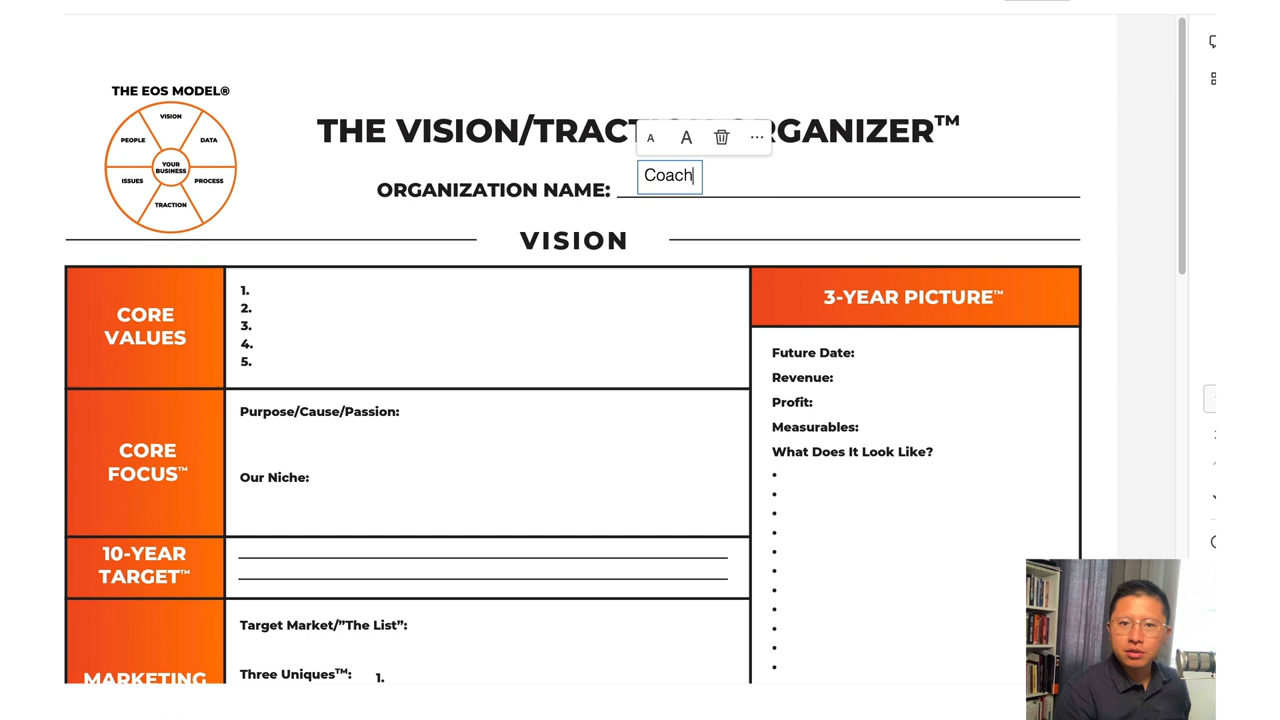 THE EOS MODEL®
VISION
PEOPLE
DATA
YOUR
BUSINESS
ISSUES
PROCESS
TRACTION
THE VISION/TRACT RGANIZER™
A A ...
ORGANIZATION NAME: Coach
VISION
CORE
VALUES
1.
2.
3.
4.
5.
CORE
FOCUS™
Purpose/Cause/Passion:
Our Niche:
10-YEAR
TARGET™
MARKETING
Target Market/”The List”:
Three Uniques™: 1.
3-YEAR PICTURE™
Future Date:
Revenue:
Profit:
Measurables:
What Does It Look Like?